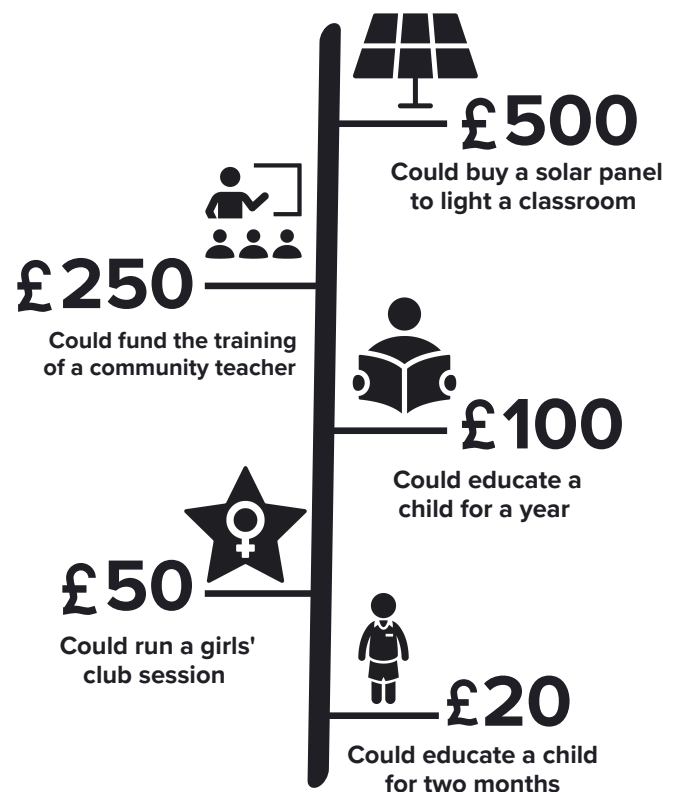 £500
Could buy a solar panel
to light a classroom
£250
Could fund the training
of a community teacher
£100
Could educate a
child for a year
£50
Could run a girls'
club session
£20
Could educate a child
for two months